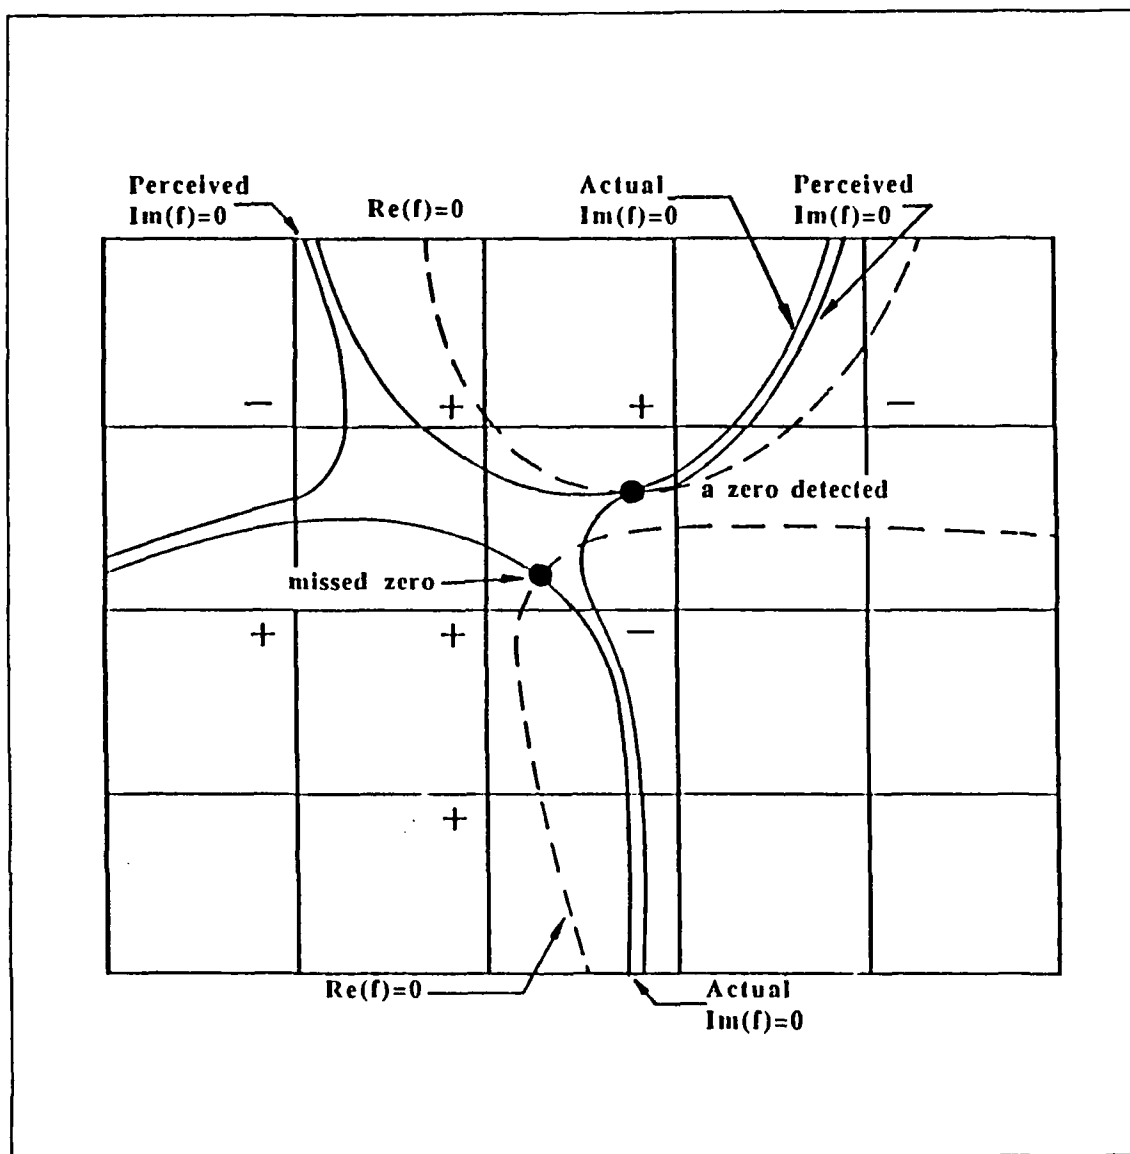 Perceived
Im(f)=0
Re(f)=0
Actual
Im(f)=0
Perceived
Im(f)=0
− + + −
a zero detected
missed zero
+ + −
+
Re(f)=0
Actual
Im(f)=0